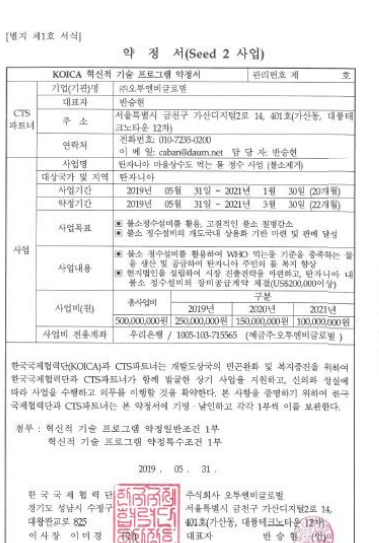 [별지 제1호 서식]
약 정 서(Seed 2 사업)
KOICA 혁신적 기술 프로그램 약정서 관리번호 제 호
CTS 파트너
기업(기관)명 ㈜오투엔비글로벌
대표자 반승현
주 소 서울특별시 금천구 가산디지털2로 14, 401호(가산동, 대륭테크노타운 12차)
연락처 전화번호: 010-7235-0200
이 메 일: caban@daum.net 담 당 자: 반승현
사업
사업명 탄자니아 마을상수도 먹는 물 정수 사업 (불소제거)
대상국가 및 지역 탄자니아
사업기간 2019년 05월 31일 ~ 2021년 1월 30일 (20개월)
약정기간 2019년 05월 31일 ~ 2021년 3월 30일 (22개월)
사업목표
▣ 불소정수설비를 활용, 고질적인 불소 질병감소
▣ 불소 정수설비의 개도국내 상용화 기반 마련 및 판매 달성
사업내용
▣ 불소 정수설비를 활용하여 WHO 먹는물 기준을 충족하는 물을 생산 및 공급하여 탄자니아 주민의 물 복지 향상
▣ 현지법인을 설립하여 시장 진출전략을 마련하고, 탄자니아 내 불소 정수설비의 장비공급계약 체결(US$200,000이상)
사업비(원) 총사업비 구분
2019년 2020년 2021년
500,000,000원 250,000,000원 150,000,000원 100,000,000원
사업비 전용계좌 우리은행 / 1005-103-715565 (예금주:오투엔비글로벌 )
한국국제협력단(KOICA)과 CTS파트너는 개발도상국의 빈곤완화 및 복지증진을 위하여
한국국제협력단과 CTS파트너가 함께 발굴한 상기 사업을 지원하고, 신의와 성실에
따라 사업을 수행하고 의무를 이행할 것을 확약한다. 본 사항을 증명하기 위하여 한국
국제협력단과 CTS파트너는 본 약정서에 기명 날인하고 각각 1부씩 이를 보관한다.
첨부 : 혁신적 기술 프로그램 약정일반조건 1부
혁신적 기술 프로그램 약정특수조건 1부
2019 . 05 . 31 .
한 국 국 제 협 력 단
경기도 성남시 수정구
대왕판교로 825
이 사 장 이 미 경
주식회사 오투엔비글로벌
서울특별시 금천구 가산디지털2로 14,
401호(가산동, 대륭테크노타운 12차)
대표자 반 승 현 (인)